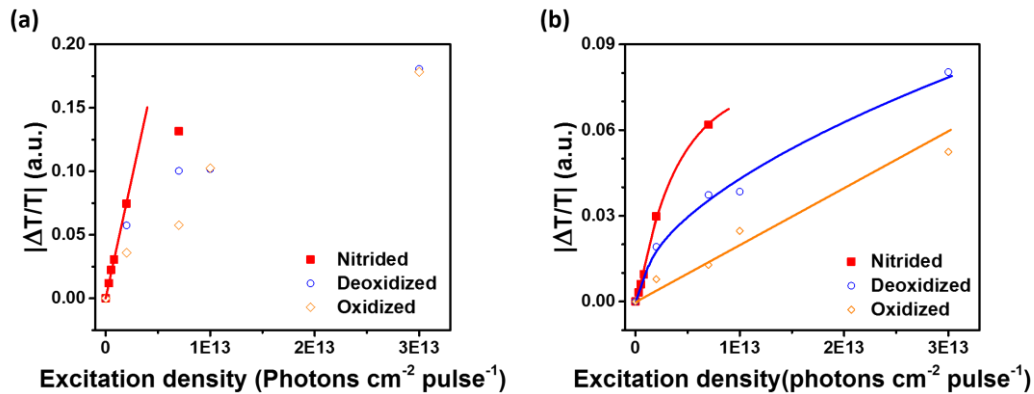 (a)
0.20
0.15
0.10
0.05
0.00
|ΔT/T| (a.u.)
Nitrided
Deoxidized
Oxidized
0
1E13
2E13
3E13
Excitation density (Photons cm⁻² pulse⁻¹)
(b)
0.09
0.06
0.03
0.00
|ΔT/T| (a.u.)
Nitrided
Deoxidized
Oxidized
0
1E13
2E13
3E13
Excitation density(photons cm⁻² pulse⁻¹)